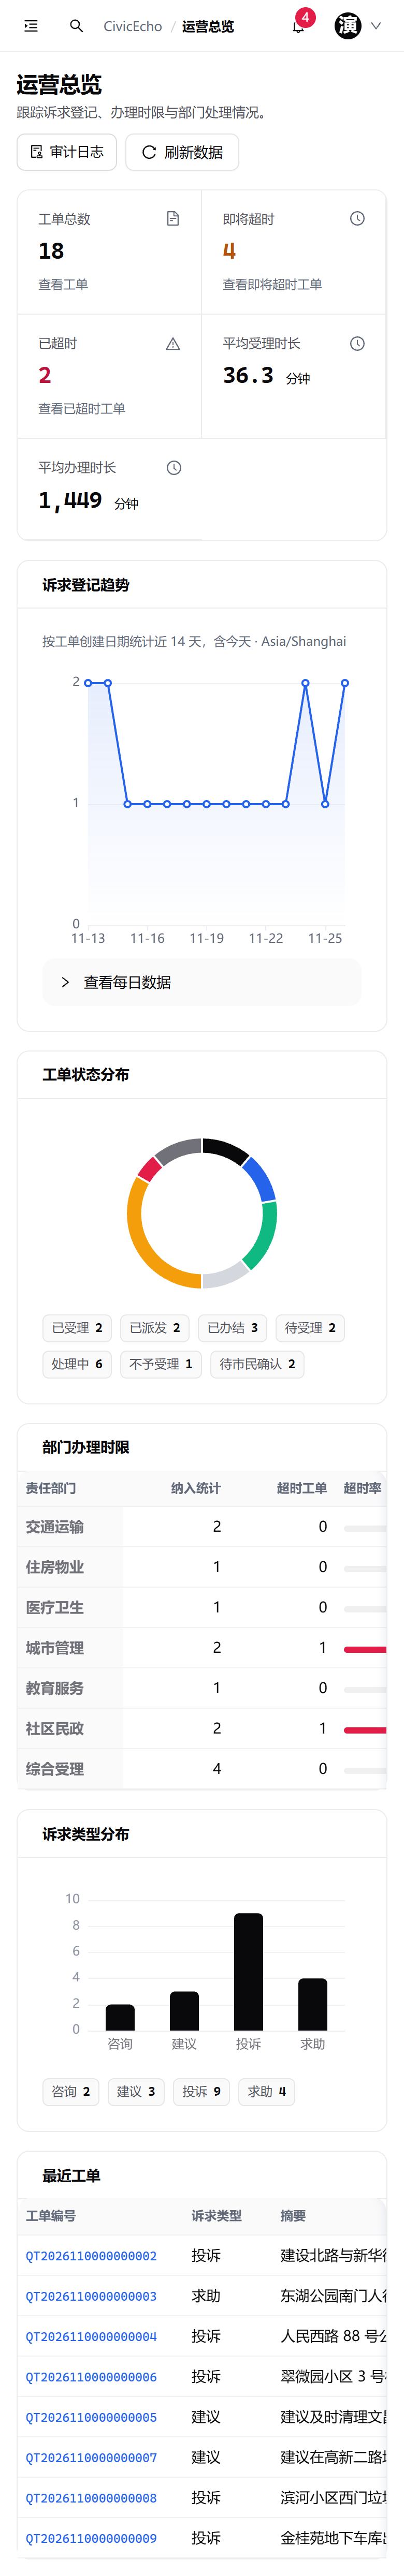 CivicEcho / 运营总览
4
演
运营总览
跟踪诉求登记、办理时限与部门处理情况。
审计日志 刷新数据
工单总数
18
查看工单
即将超时
4
查看即将超时工单
已超时
2
查看已超时工单
平均受理时长
36.3 分钟
平均办理时长
1,449 分钟
诉求登记趋势
按工单创建日期统计近 14 天，含今天 · Asia/Shanghai
2
1
0
11-13 11-16 11-19 11-22 11-25
查看每日数据
工单状态分布
已受理 2 已派发 2 已办结 3 待受理 2
处理中 6 不予受理 1 待市民确认 2
部门办理时限
责任部门 纳入统计 超时工单 超时率
交通运输 2 0
住房物业 1 0
医疗卫生 1 0
城市管理 2 1
教育服务 1 0
社区民政 2 1
综合受理 4 0
诉求类型分布
10
8
6
4
2
0
咨询 建议 投诉 求助
咨询 2 建议 3 投诉 9 求助 4
最近工单
工单编号 诉求类型 摘要
QT2026110000000002 投诉 建设北路与新华
QT2026110000000003 求助 东湖公园南门人
QT2026110000000004 投诉 人民西路 88 号
QT2026110000000006 投诉 翠微园小区 3 号
QT2026110000000005 建议 建议及时清理文
QT2026110000000007 建议 建议在高新二路
QT2026110000000008 投诉 滨河小区西门垃
QT2026110000000009 投诉 金桂苑地下车库